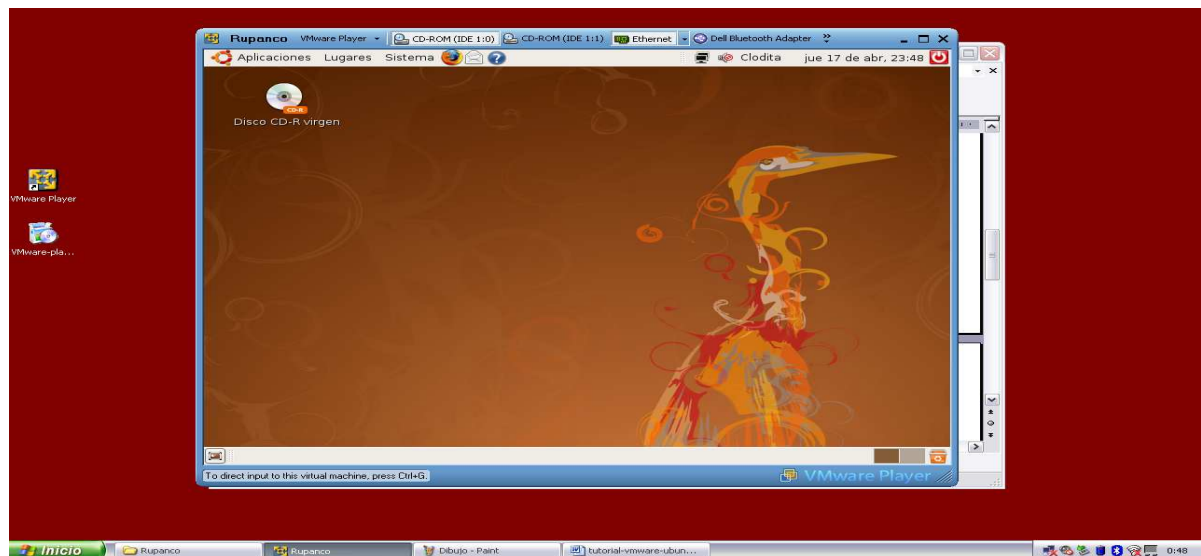 Rupanco VMware Player CD-ROM (IDE 1:0) CD-ROM (IDE 1:1) Ethernet Dell Bluetooth Adapter
Aplicaciones Lugares Sistema Clodita jue 17 de abr, 23:48
CD-R
Disco CD-R virgen
VMware Player
VMware-pla...
To direct input to this virtual machine, press Ctrl+G.
VMware Player
Inicio Rupanco Rupanco Dibujo - Paint tutorial-vmware-ubun... 0:48